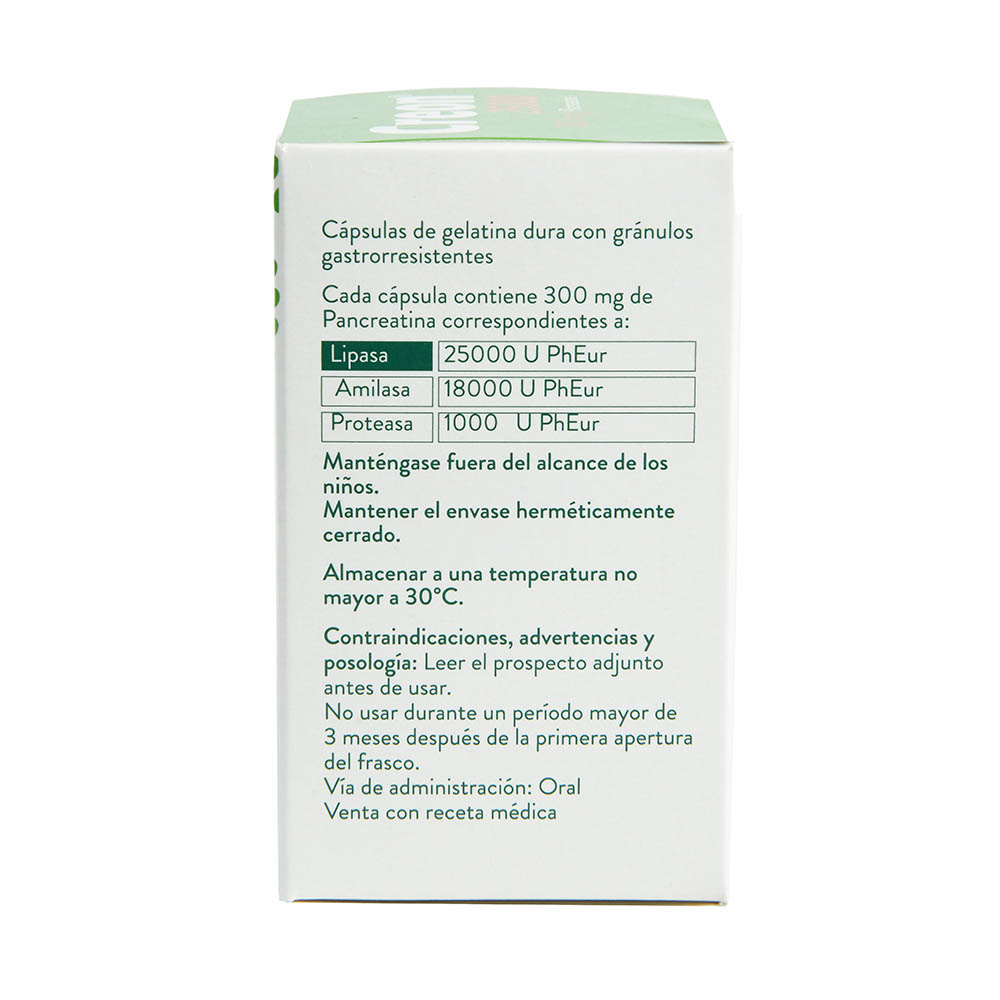 Creon
Cápsulas de gelatina dura con gránulos
gastrorresistentes
Cada cápsula contiene 300 mg de
Pancreatina correspondientes a:
Lipasa 25000 U PhEur
Amilasa 18000 U PhEur
Proteasa 1000 U PhEur
Manténgase fuera del alcance de los
niños.
Mantener el envase herméticamente
cerrado.
Almacenar a una temperatura no
mayor a 30°C.
Contraindicaciones, advertencias y
posología: Leer el prospecto adjunto
antes de usar.
No usar durante un período mayor de
3 meses después de la primera apertura
del frasco.
Vía de administración: Oral
Venta con receta médica